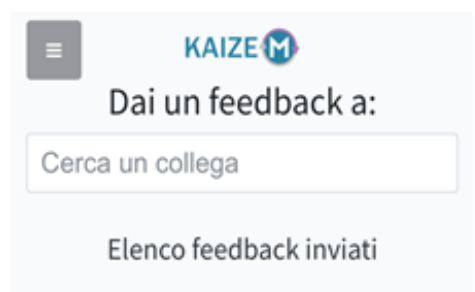 KAIZEM
Dai un feedback a:
Cerca un collega
Elenco feedback inviati